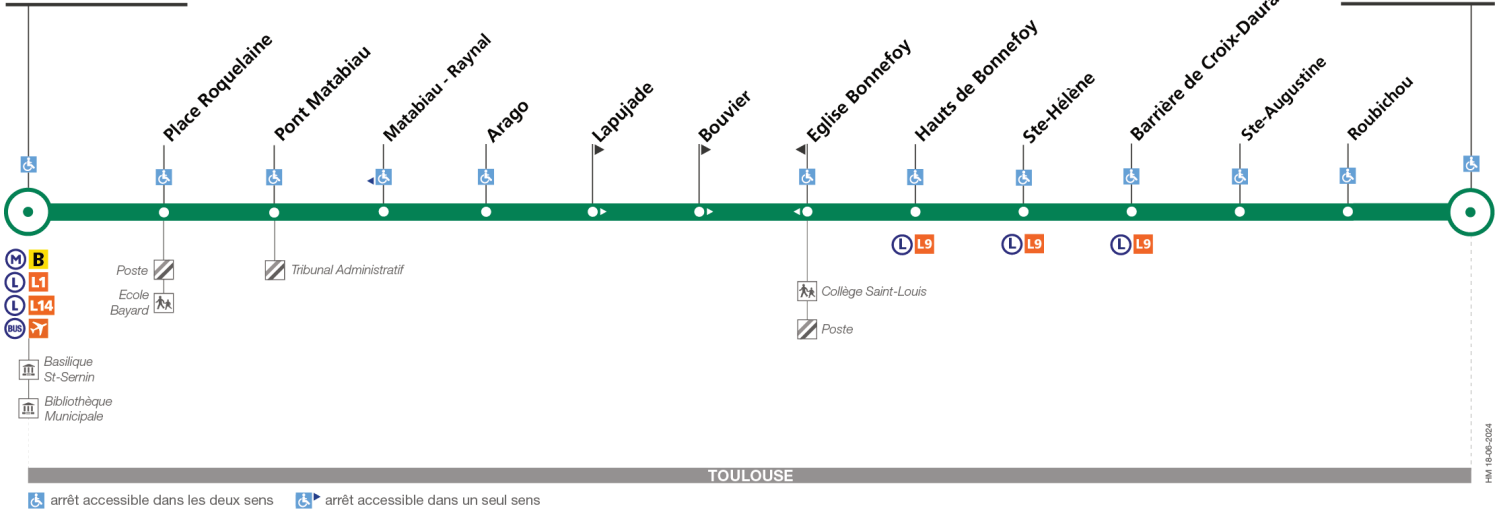 Place Roquelaine
Pont Matabiau
Matabiau - Raynal
Arago
Lapujade
Bouvier
Eglise Bonnefoy
Hauts de Bonnefoy
Ste-Hélène
Barrière de Croix-Daura
Ste-Augustine
Roubichou
M B
L L1
L L14
BUS
Poste
Ecole
Bayard
Tribunal Administratif
Collège Saint-Louis
Poste
L L9
L L9
L L9
Basilique
St-Sernin
Bibliothèque
Municipale
TOULOUSE
arrêt accessible dans les deux sens
arrêt accessible dans un seul sens
HM 18-06-2024